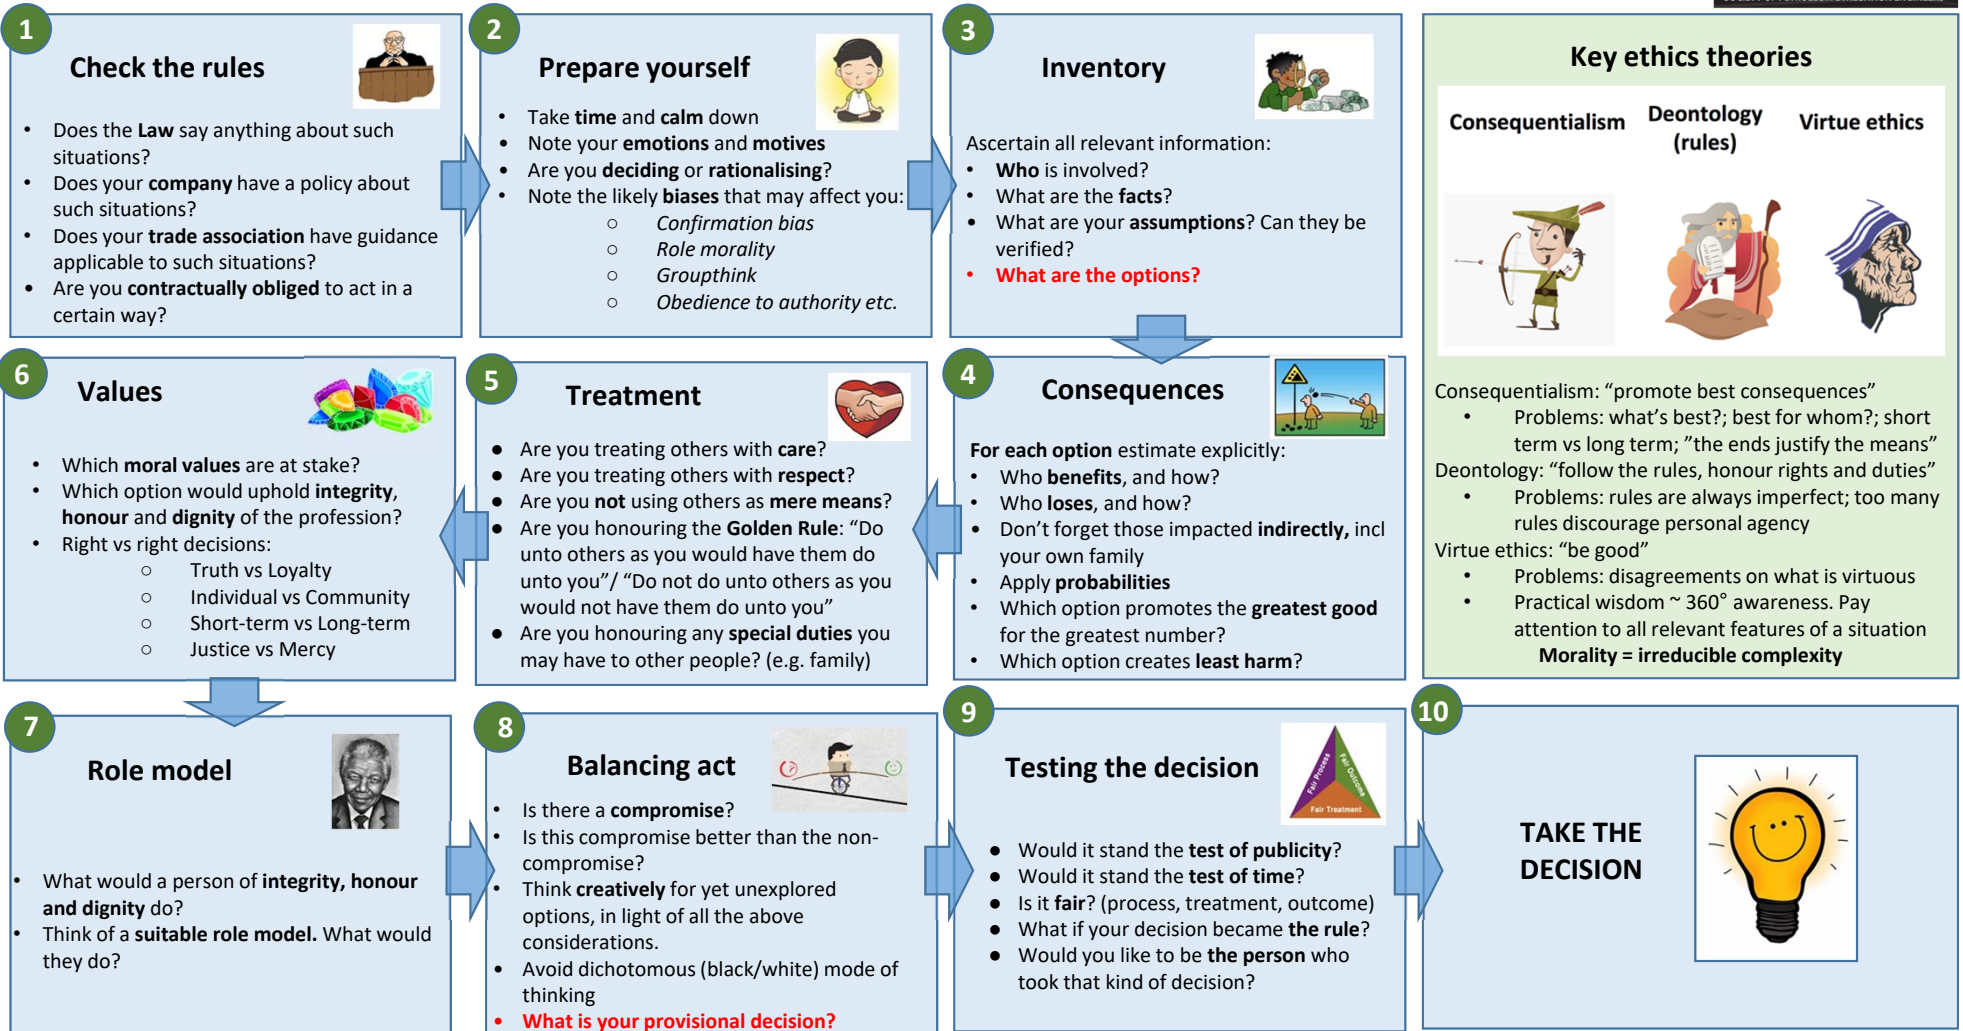 1
Check the rules
• Does the Law say anything about such
situations?
• Does your company have a policy about
such situations?
• Does your trade association have guidance
applicable to such situations?
• Are you contractually obliged to act in a
certain way?
2
Prepare yourself
• Take time and calm down
• Note your emotions and motives
• Are you deciding or rationalising?
• Note the likely biases that may affect you:
○ Confirmation bias
○ Role morality
○ Groupthink
○ Obedience to authority etc.
3
Inventory
Ascertain all relevant information:
• Who is involved?
• What are the facts?
• What are your assumptions? Can they be
verified?
• What are the options?
4
Consequences
For each option estimate explicitly:
• Who benefits, and how?
• Who loses, and how?
• Don’t forget those impacted indirectly, incl
your own family
• Apply probabilities
• Which option promotes the greatest good
for the greatest number?
• Which option creates least harm?
5
Treatment
● Are you treating others with care?
● Are you treating others with respect?
● Are you not using others as mere means?
● Are you honouring the Golden Rule: “Do
unto others as you would have them do
unto you”/ “Do not do unto others as you
would not have them do unto you”
● Are you honouring any special duties you
may have to other people? (e.g. family)
6
Values
• Which moral values are at stake?
• Which option would uphold integrity,
honour and dignity of the profession?
• Right vs right decisions:
○ Truth vs Loyalty
○ Individual vs Community
○ Short-term vs Long-term
○ Justice vs Mercy
7
Role model
• What would a person of integrity, honour
and dignity do?
• Think of a suitable role model. What would
they do?
8
Balancing act
• Is there a compromise?
• Is this compromise better than the non-
compromise?
• Think creatively for yet unexplored
options, in light of all the above
considerations.
• Avoid dichotomous (black/white) mode of
thinking
• What is your provisional decision?
9
Testing the decision
Fair Process
Fair Outcome
Fair Treatment
● Would it stand the test of publicity?
● Would it stand the test of time?
● Is it fair? (process, treatment, outcome)
● What if your decision became the rule?
● Would you like to be the person who
took that kind of decision?
10
TAKE THE
DECISION
Key ethics theories
Consequentialism
Deontology
(rules)
Virtue ethics
Consequentialism: “promote best consequences”
• Problems: what’s best?; best for whom?; short
term vs long term; ”the ends justify the means”
Deontology: “follow the rules, honour rights and duties”
• Problems: rules are always imperfect; too many
rules discourage personal agency
Virtue ethics: “be good”
• Problems: disagreements on what is virtuous
• Practical wisdom ~ 360° awareness. Pay
attention to all relevant features of a situation
Morality = irreducible complexity